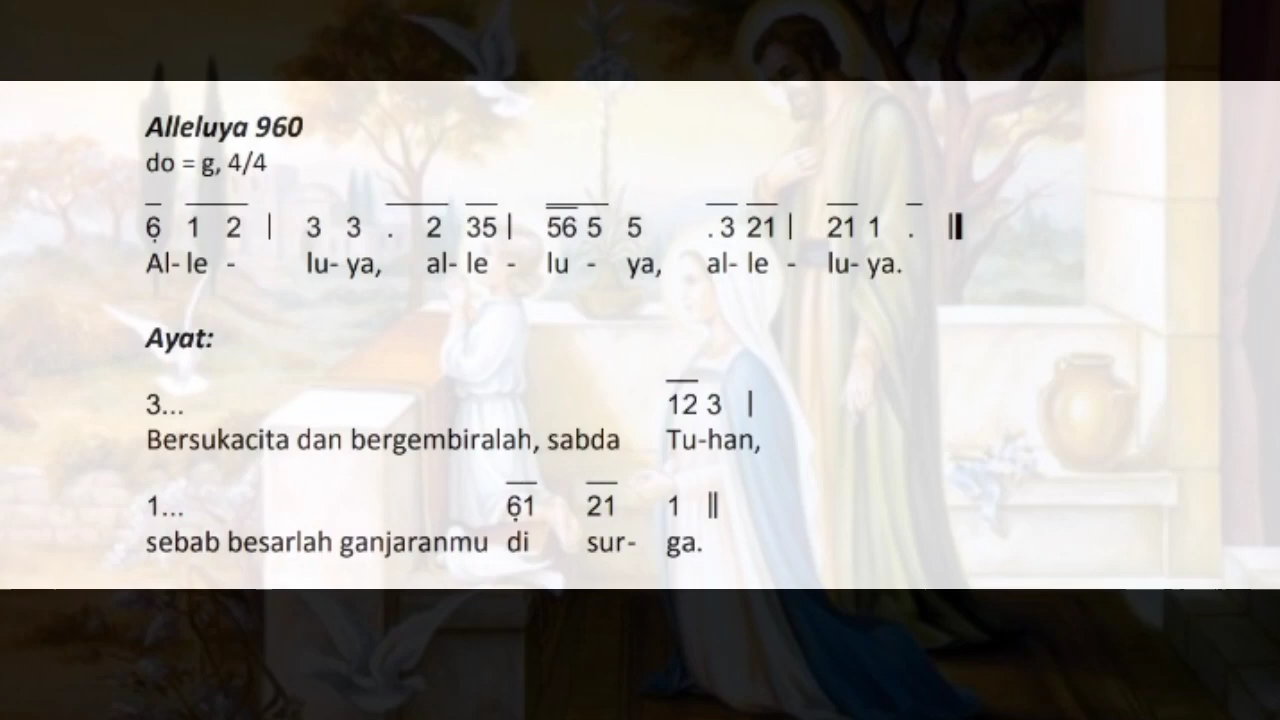 Alleluya 960
do = g, 4/4
6̣ 1 2 | 3 3 . 2 35 | 56 5 5 . 3 21 | 21 1 . ||
Al- le - lu- ya, al- le - lu - ya, al- le - lu- ya.
Ayat:
3... 12 3 |
Bersukacita dan bergembiralah, sabda Tu-han,
1... 6̣1 21 1 ||
sebab besarlah ganjaranmu di sur- ga.